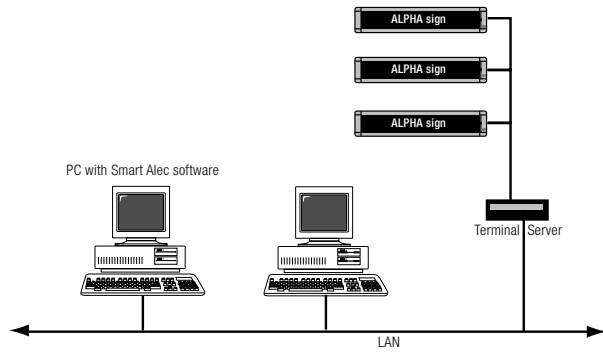 ALPHA sign
ALPHA sign
ALPHA sign
PC with Smart Alec software
Terminal Server
LAN